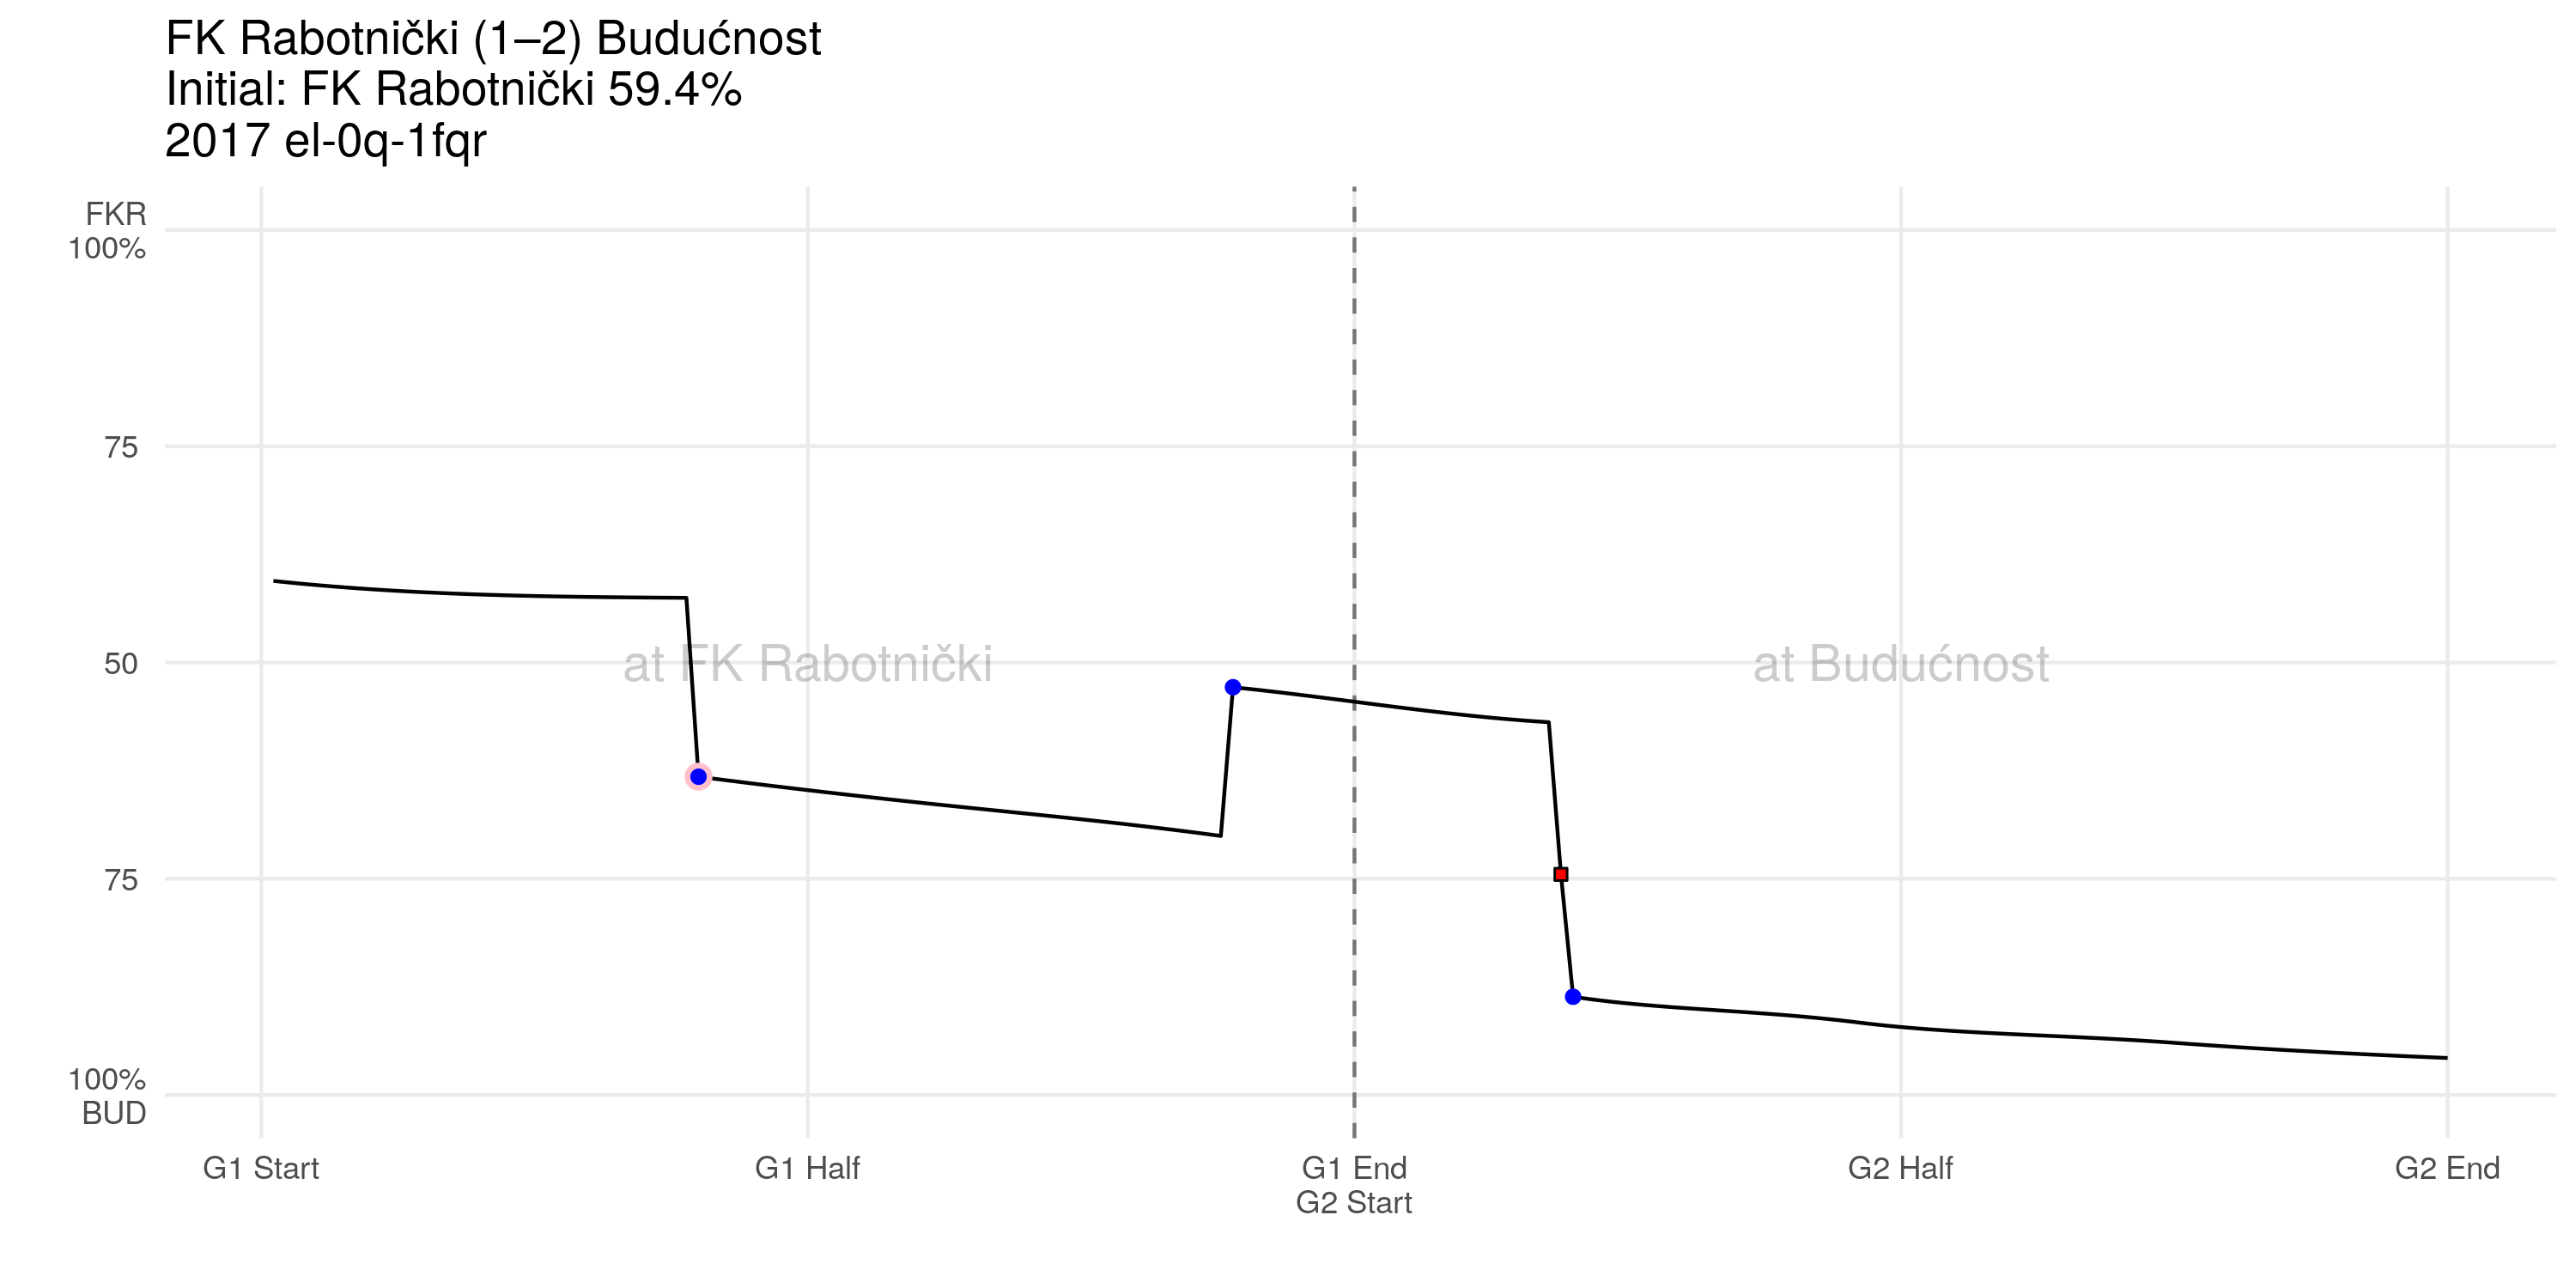 FK Rabotnički (1–2) Budućnost
Initial: FK Rabotnički 59.4%
2017 el-0q-1fqr
FKR
100%
75
50
75
100%
BUD
at FK Rabotnički
at Budućnost
G1 Start
G1 Half
G1 End
G2 Start
G2 Half
G2 End